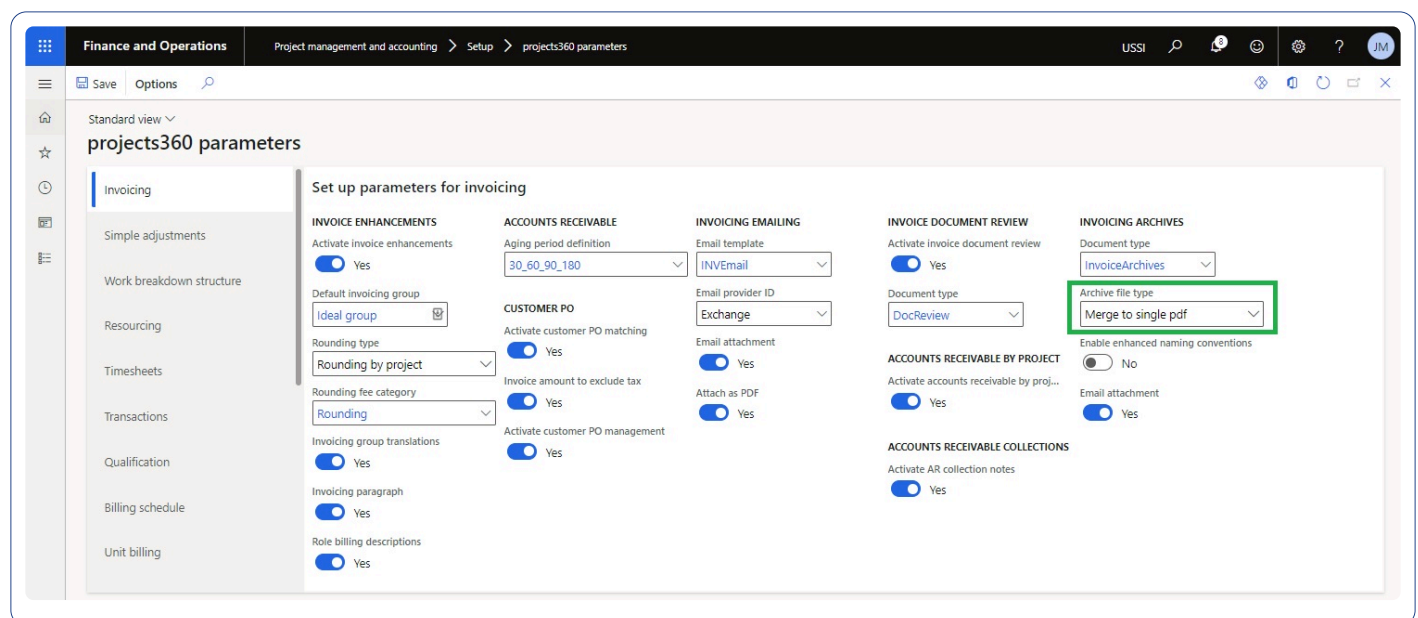 Finance and Operations
Project management and accounting > Setup > projects360 parameters
USSI
8
?
JM
Save
Options
Standard view
projects360 parameters
Invoicing
Simple adjustments
Work breakdown structure
Resourcing
Timesheets
Transactions
Qualification
Billing schedule
Unit billing
Set up parameters for invoicing
INVOICE ENHANCEMENTS
Activate invoice enhancements
Yes
Default invoicing group
Ideal group
Rounding type
Rounding by project
Rounding fee category
Rounding
Invoicing group translations
Yes
Invoicing paragraph
Yes
Role billing descriptions
Yes
ACCOUNTS RECEIVABLE
Aging period definition
30_60_90_180
CUSTOMER PO
Activate customer PO matching
Yes
Invoice amount to exclude tax
Yes
Activate customer PO management
Yes
INVOICING EMAILING
Email template
INVEmail
Email provider ID
Exchange
Email attachment
Yes
Attach as PDF
Yes
INVOICE DOCUMENT REVIEW
Activate invoice document review
Yes
Document type
DocReview
ACCOUNTS RECEIVABLE BY PROJECT
Activate accounts receivable by proj...
Yes
ACCOUNTS RECEIVABLE COLLECTIONS
Activate AR collection notes
Yes
INVOICING ARCHIVES
Document type
InvoiceArchives
Archive file type
Merge to single pdf
Enable enhanced naming conventions
No
Email attachment
Yes